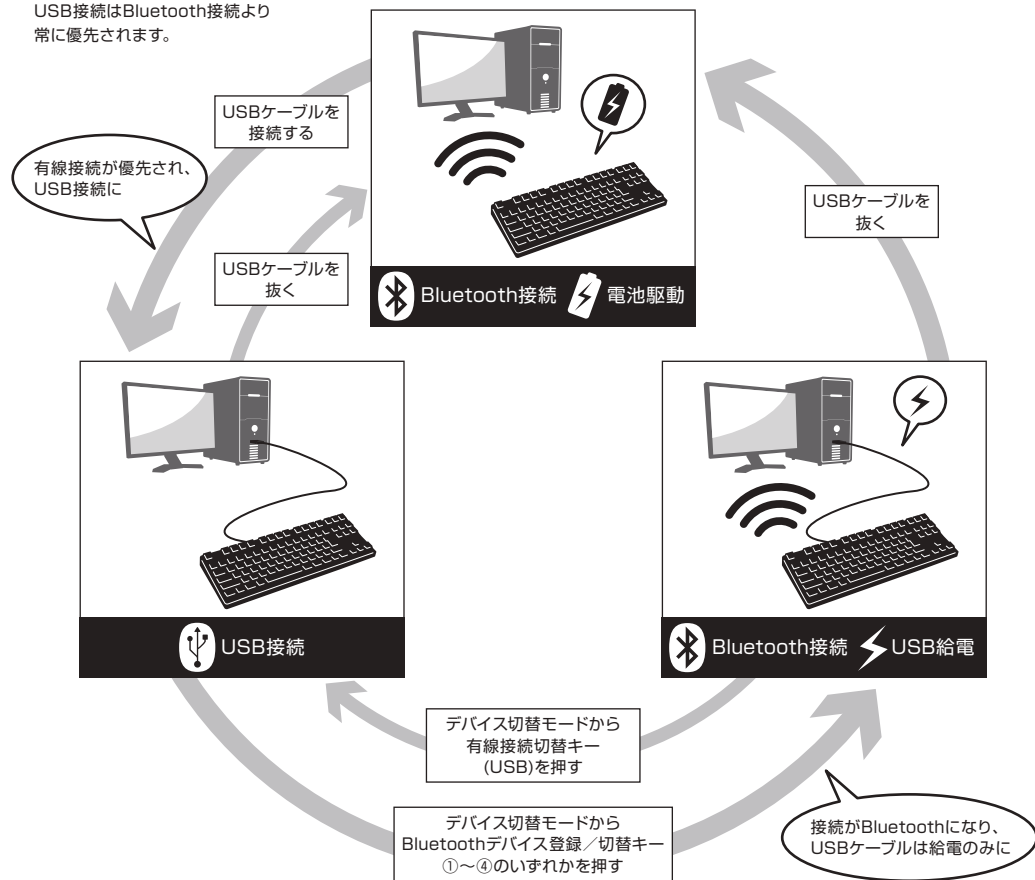 USB接続はBluetooth接続より
常に優先されます。
USBケーブルを
接続する
有線接続が優先され、
USB接続に
USBケーブルを
抜く
USBケーブルを
抜く
Bluetooth接続 電池駆動
USB接続
Bluetooth接続 USB給電
デバイス切替モードから
有線接続切替キー
(USB)を押す
デバイス切替モードから
Bluetoothデバイス登録/切替キー
①~④のいずれかを押す
接続がBluetoothになり、
USBケーブルは給電のみに